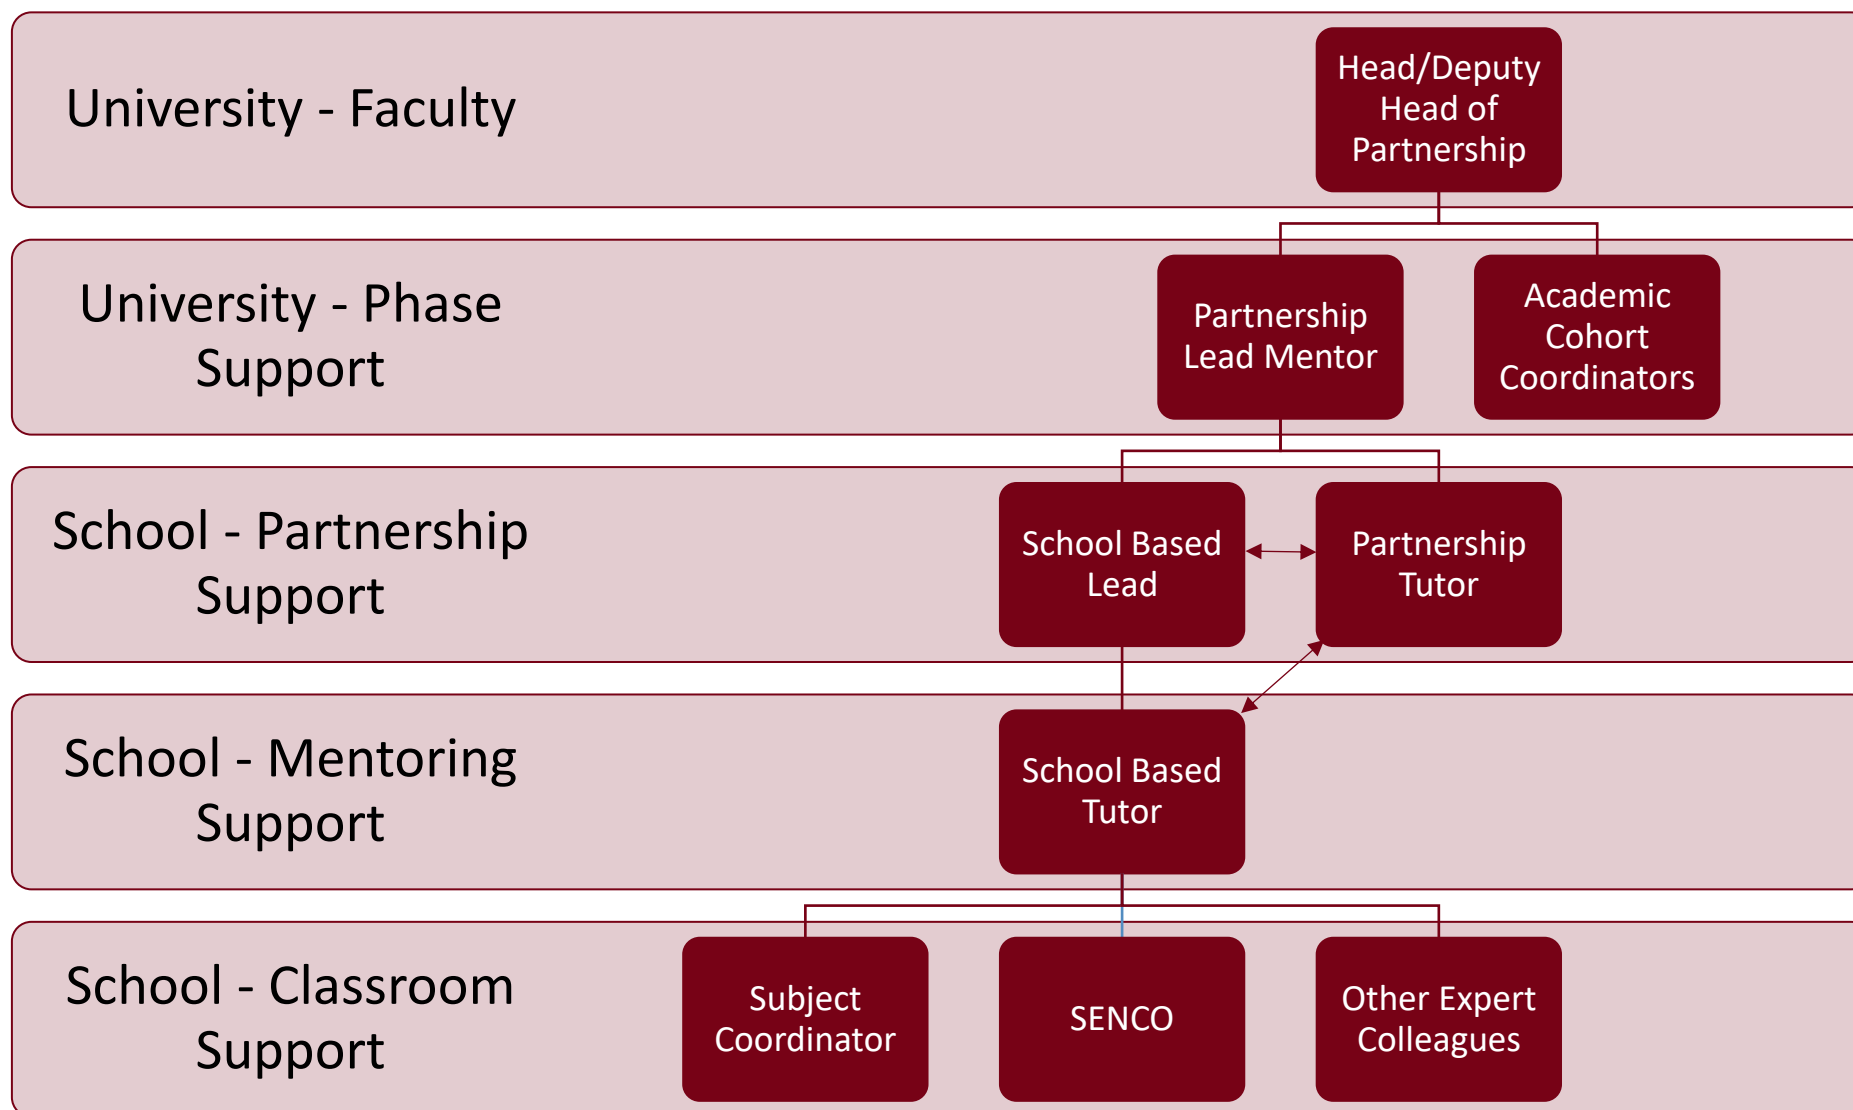 University - Faculty
Head/Deputy
Head of
Partnership
University - Phase
Support
Partnership
Lead Mentor
Academic
Cohort
Coordinators
School - Partnership
Support
School Based
Lead
Partnership
Tutor
School - Mentoring
Support
School Based
Tutor
School - Classroom
Support
Subject
Coordinator
SENCO
Other Expert
Colleagues